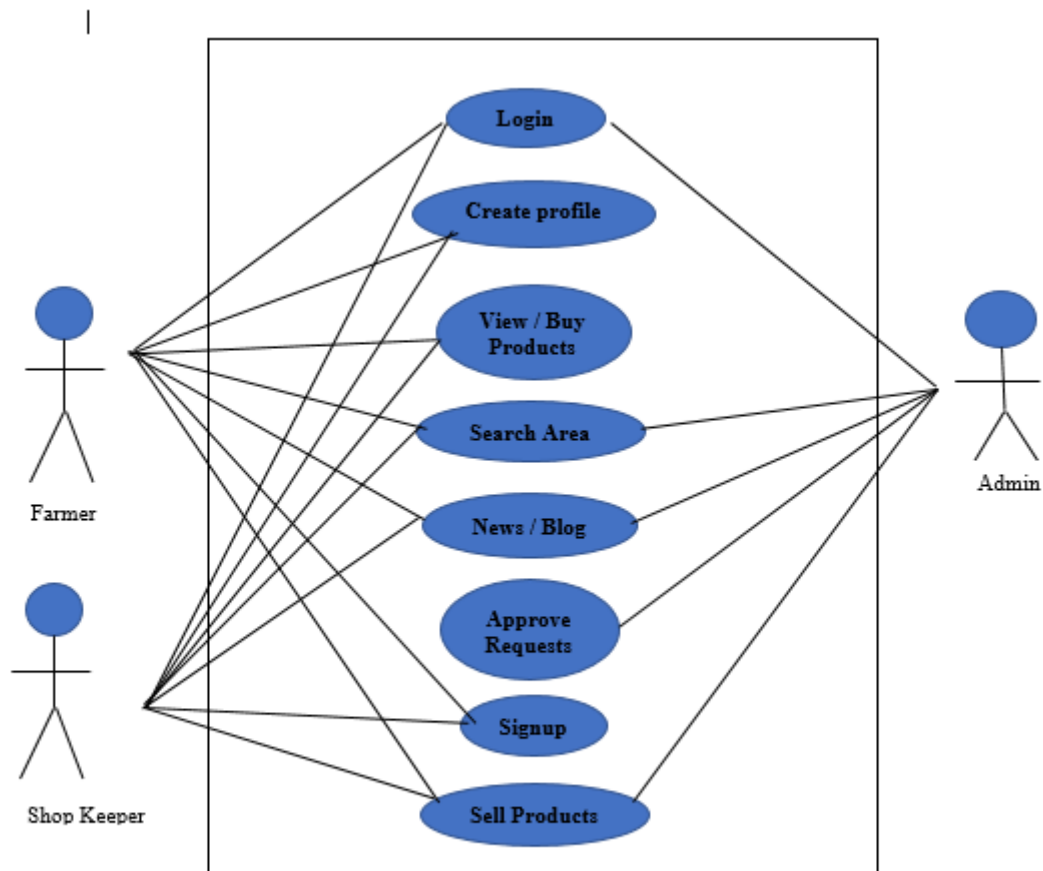 Login
Create profile
View / Buy
Products
Search Area
News / Blog
Approve
Requests
Signup
Sell Products
Farmer
Shop Keeper
Admin